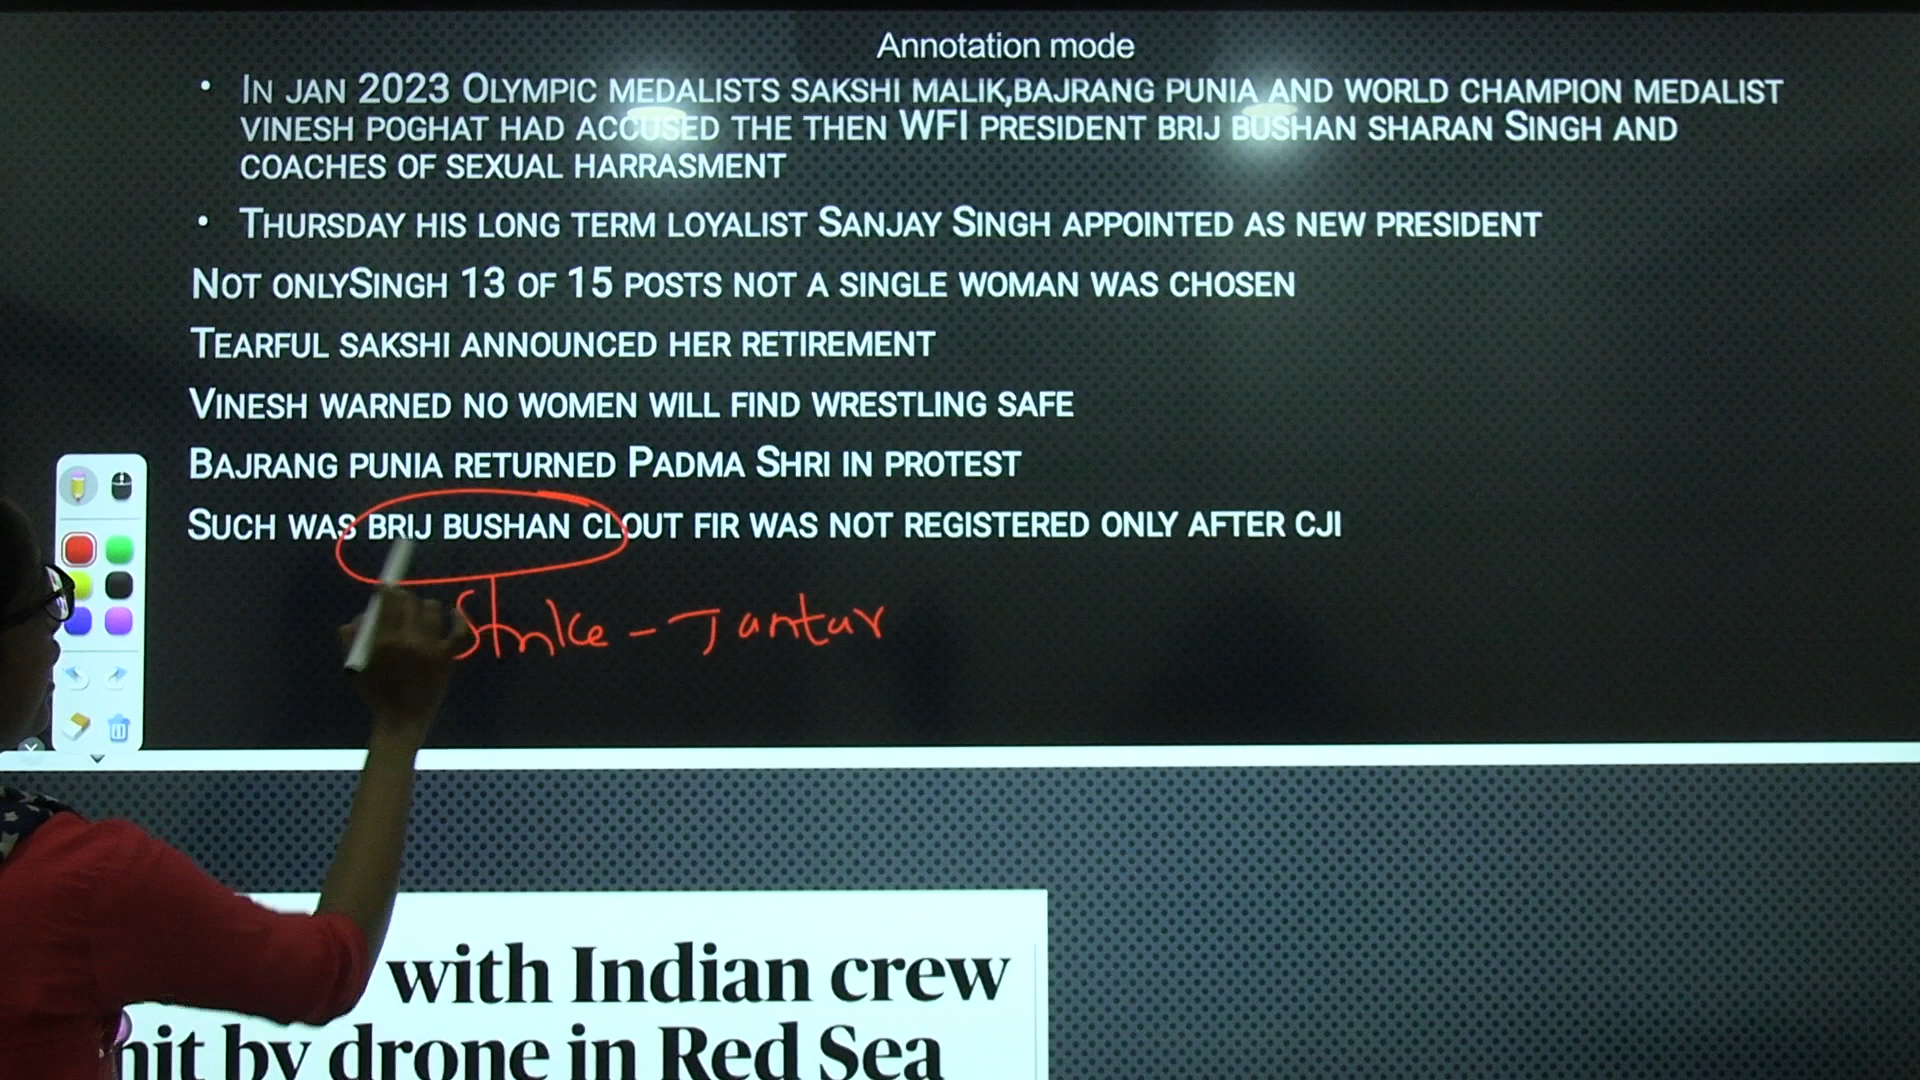 Annotation mode
• IN JAN 2023 OLYMPIC MEDALISTS SAKSHI MALIK,BAJRANG PUNIA AND WORLD CHAMPION MEDALIST
VINESH POGHAT HAD ACCUSED THE THEN WFI PRESIDENT BRIJ BUSHAN SHARAN SINGH AND
COACHES OF SEXUAL HARRASMENT
• THURSDAY HIS LONG TERM LOYALIST SANJAY SINGH APPOINTED AS NEW PRESIDENT
NOT ONLYSINGH 13 OF 15 POSTS NOT A SINGLE WOMAN WAS CHOSEN
TEARFUL SAKSHI ANNOUNCED HER RETIREMENT
VINESH WARNED NO WOMEN WILL FIND WRESTLING SAFE
BAJRANG PUNIA RETURNED PADMA SHRI IN PROTEST
SUCH WAS BRIJ BUSHAN CLOUT FIR WAS NOT REGISTERED ONLY AFTER CJI
Strike - Jantar
with Indian crew
hit by drone in Red Sea